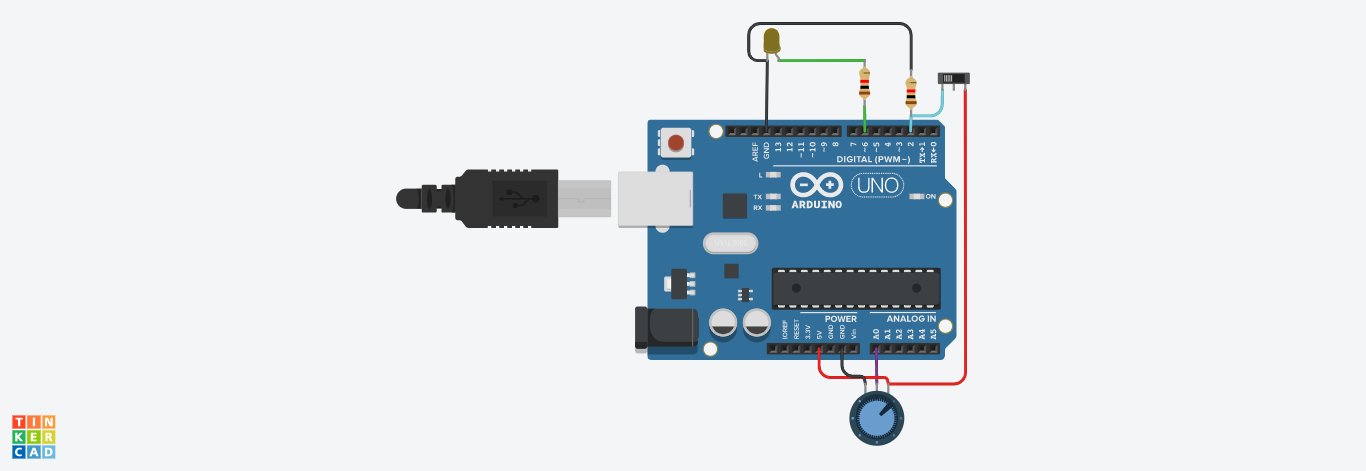 AREF
GND
13
12
~11
~10
~9
8
7
~6
~5
4
~3
2
TX→1
RX←0
DIGITAL (PWM~)
L
TX
RX
ARDUINO
UNO
ON
POWER
ANALOG IN
IOREF
RESET
3.3V
5V
GND
GND
Vin
A0
A1
A2
A3
A4
A5
TIN
KER
CAD